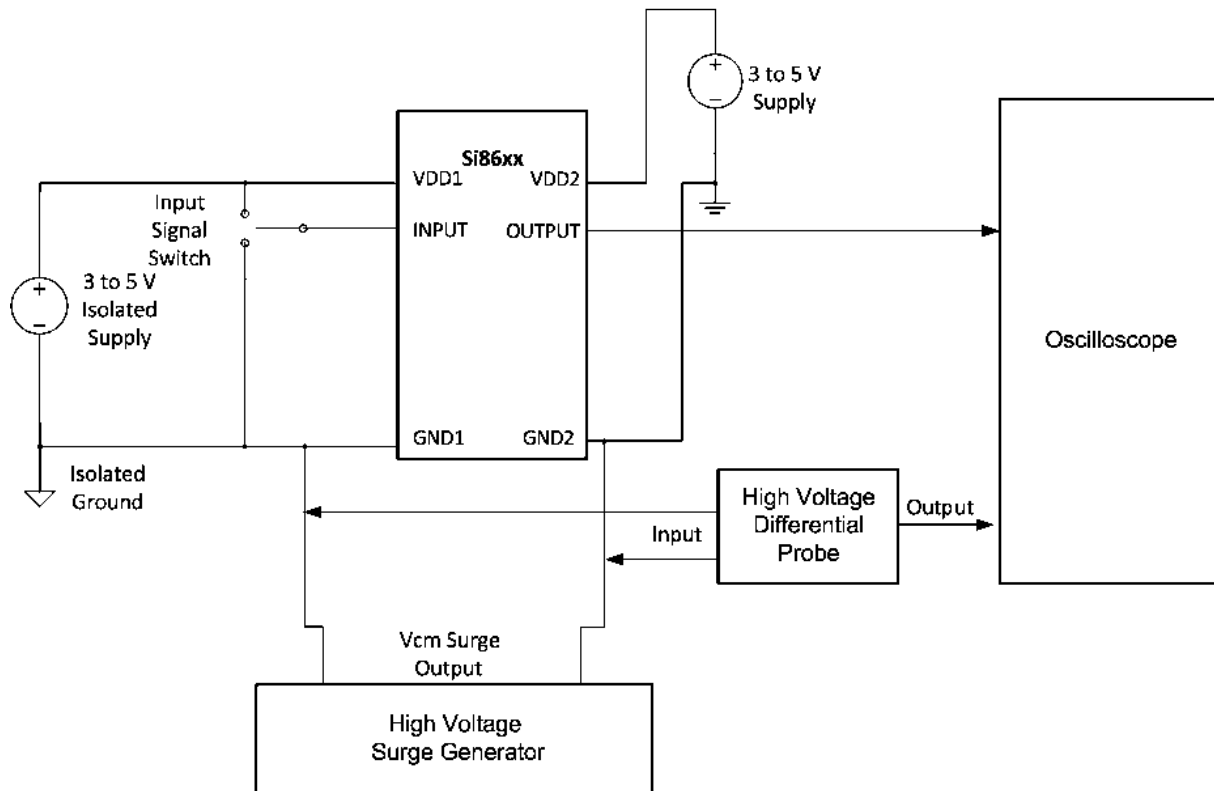 3 to 5 V
Supply
Si86xx
VDD1
VDD2
Input
Signal
Switch
INPUT
OUTPUT
3 to 5 V
Isolated
Supply
Oscilloscope
GND1
GND2
Isolated
Ground
High Voltage
Differential
Probe
Input
Output
Vcm Surge
Output
High Voltage
Surge Generator